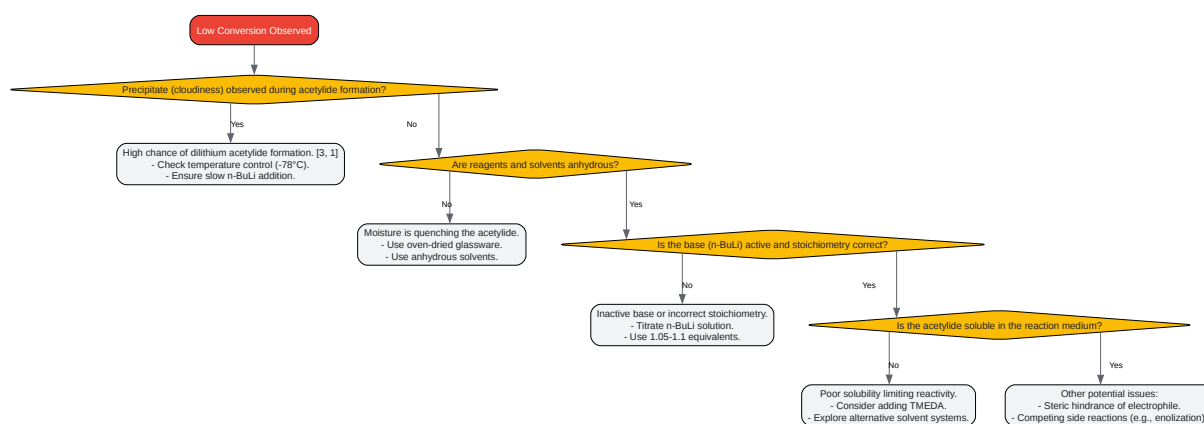 Low Conversion Observed
Precipitate (cloudiness) observed during acetylide formation?
Yes
No
High chance of dilithium acetylide formation. [3, 1]
- Check temperature control (-78°C).
- Ensure slow n-BuLi addition.
Are reagents and solvents anhydrous?
No
Yes
Moisture is quenching the acetylide.
- Use oven-dried glassware.
- Use anhydrous solvents.
Is the base (n-BuLi) active and stoichiometry correct?
No
Yes
Inactive base or incorrect stoichiometry.
- Titrate n-BuLi solution.
- Use 1.05-1.1 equivalents.
Is the acetylide soluble in the reaction medium?
No
Yes
Poor solubility limiting reactivity.
- Consider adding TMEDA.
- Explore alternative solvent systems.
Other potential issues:
- Steric hindrance of electrophile.
- Competing side reactions (e.g., enolization)